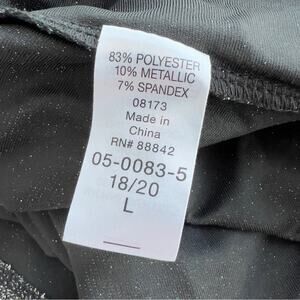 83% POLYESTER
10% METALLIC
7% SPANDEX
08173
Made in
China
RN# 88842
05-0083-5
18/20
L